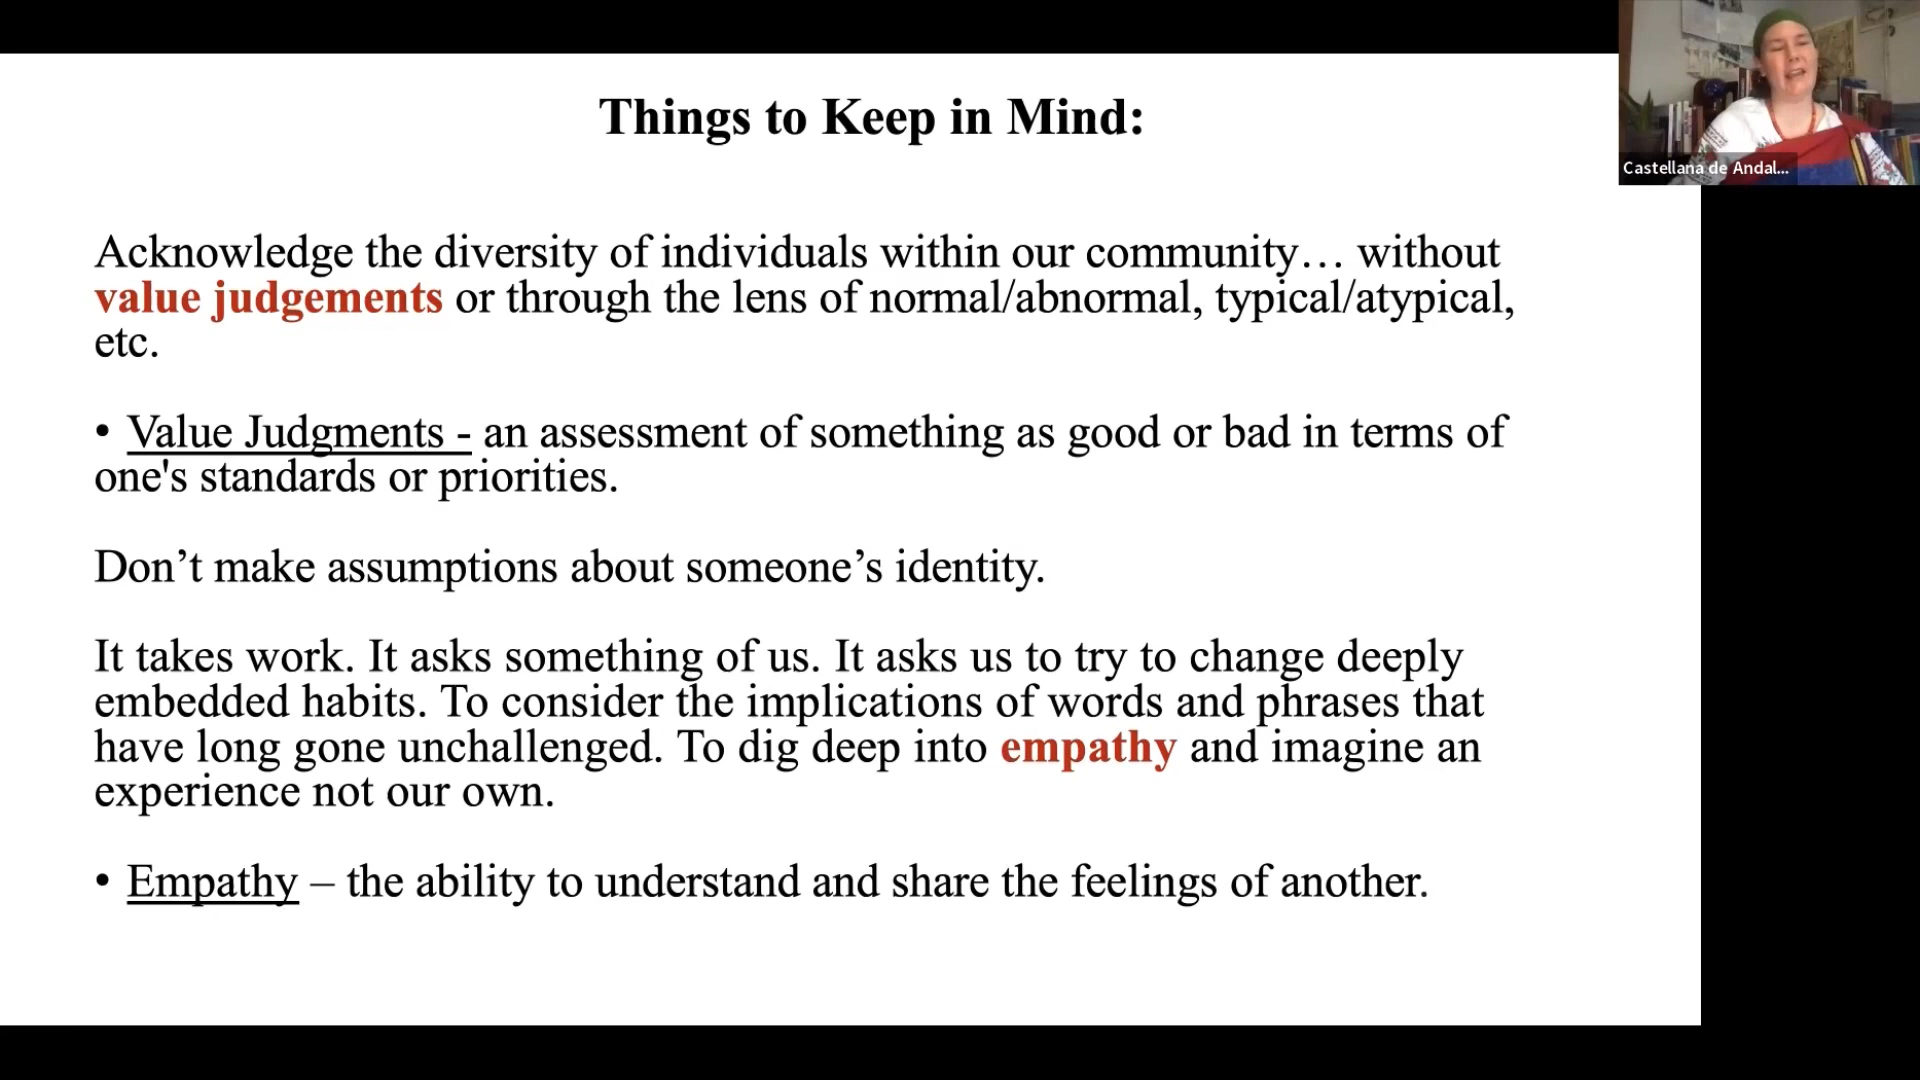 Things to Keep in Mind:
Castellana de Andal...
Acknowledge the diversity of individuals within our community… without
value judgements or through the lens of normal/abnormal, typical/atypical,
etc.
• Value Judgments - an assessment of something as good or bad in terms of
one's standards or priorities.
Don’t make assumptions about someone’s identity.
It takes work. It asks something of us. It asks us to try to change deeply
embedded habits. To consider the implications of words and phrases that
have long gone unchallenged. To dig deep into empathy and imagine an
experience not our own.
• Empathy – the ability to understand and share the feelings of another.